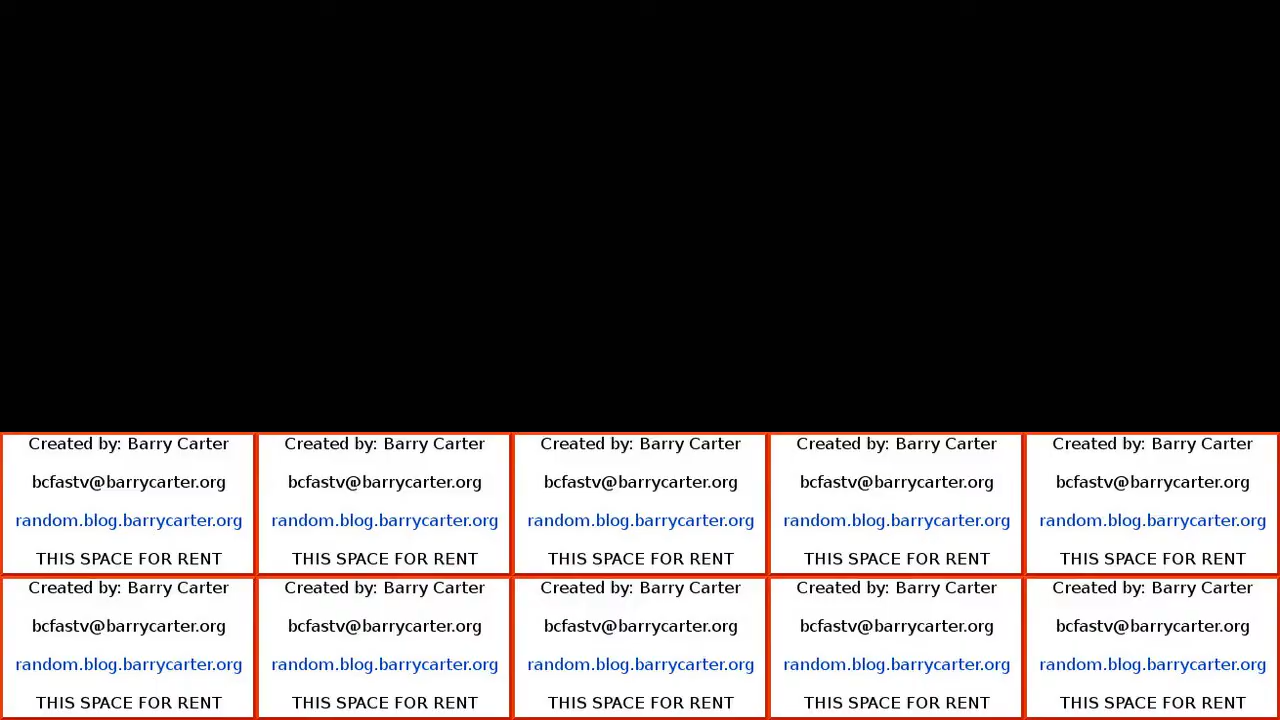 Created by: Barry Carter Created by: Barry Carter Created by: Barry Carter Created by: Barry Carter Created by: Barry Carter
bcfastv@barrycarter.org bcfastv@barrycarter.org bcfastv@barrycarter.org bcfastv@barrycarter.org bcfastv@barrycarter.org
random.blog.barrycarter.org random.blog.barrycarter.org random.blog.barrycarter.org random.blog.barrycarter.org random.blog.barrycarter.org
THIS SPACE FOR RENT THIS SPACE FOR RENT THIS SPACE FOR RENT THIS SPACE FOR RENT THIS SPACE FOR RENT
Created by: Barry Carter Created by: Barry Carter Created by: Barry Carter Created by: Barry Carter Created by: Barry Carter
bcfastv@barrycarter.org bcfastv@barrycarter.org bcfastv@barrycarter.org bcfastv@barrycarter.org bcfastv@barrycarter.org
random.blog.barrycarter.org random.blog.barrycarter.org random.blog.barrycarter.org random.blog.barrycarter.org random.blog.barrycarter.org
THIS SPACE FOR RENT THIS SPACE FOR RENT THIS SPACE FOR RENT THIS SPACE FOR RENT THIS SPACE FOR RENT